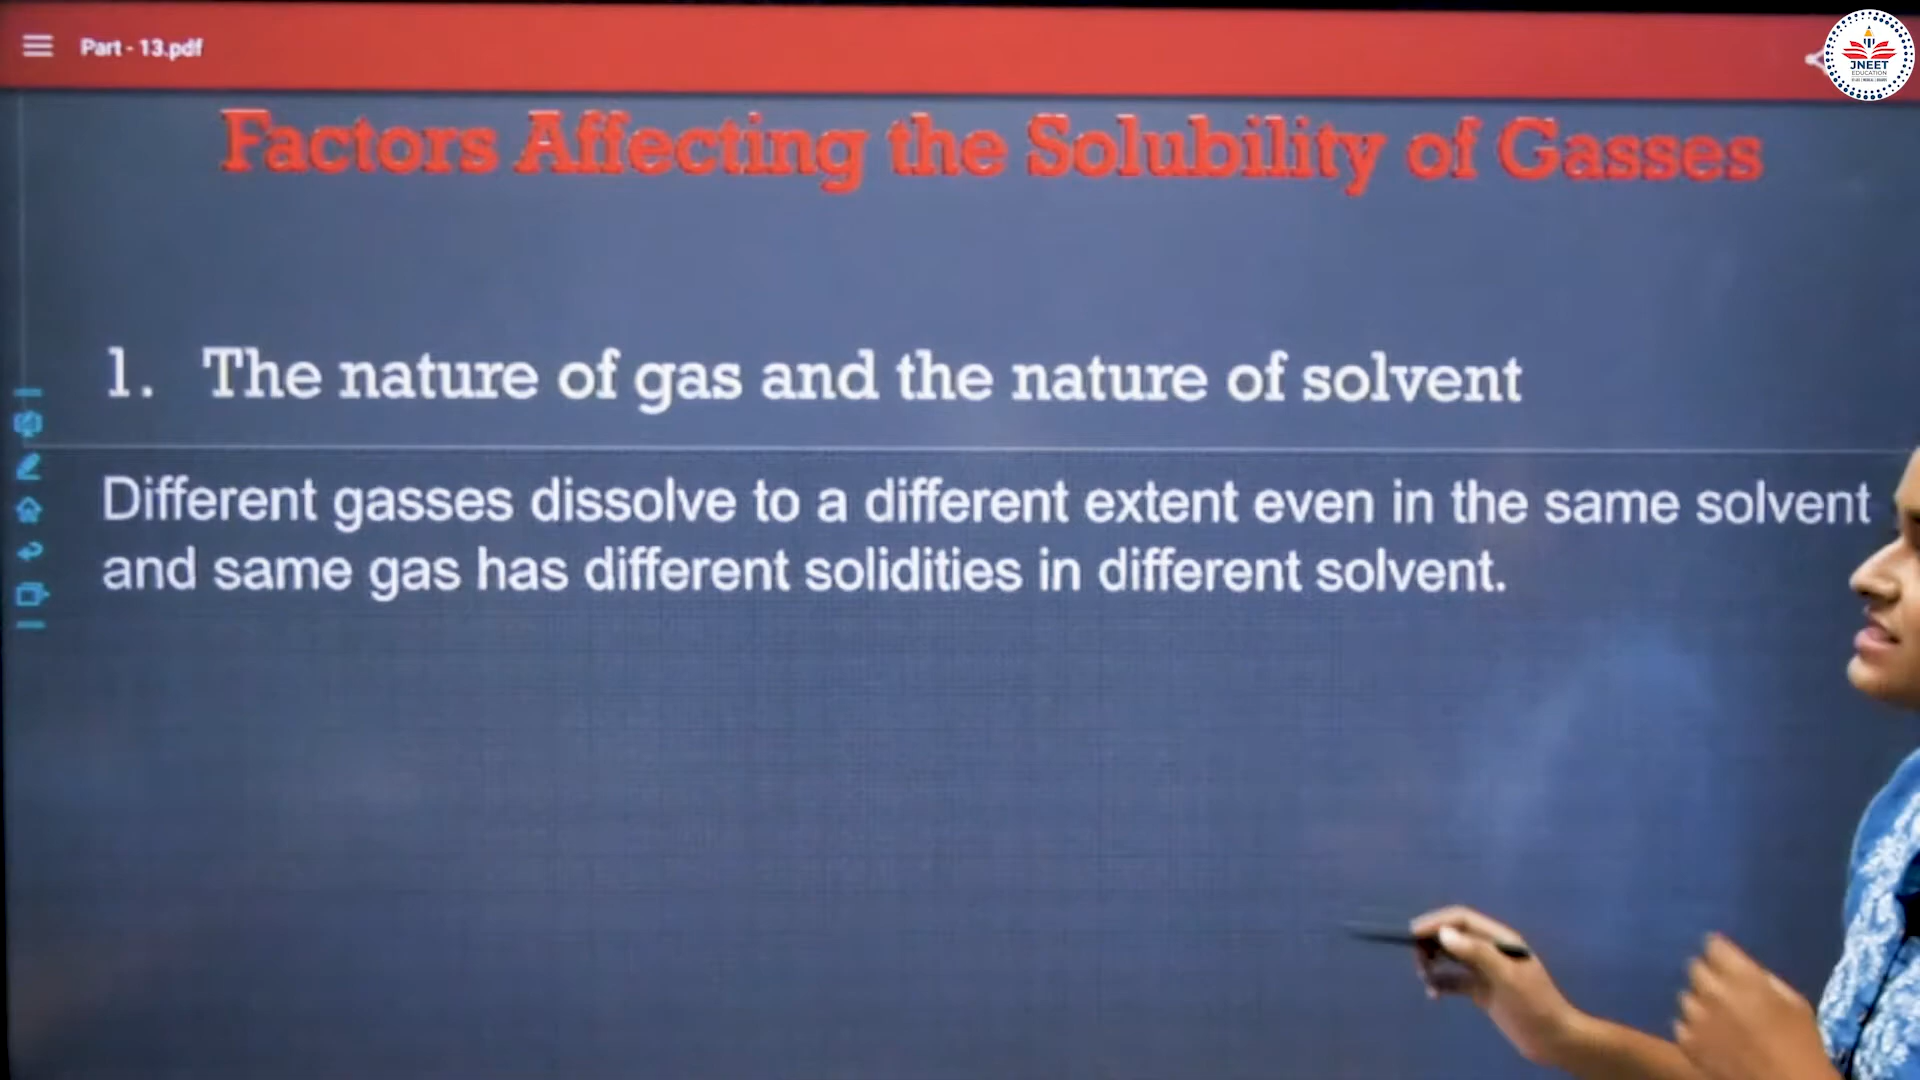 Part - 13.pdf
JNEET
EDUCATION
Factors Affecting the Solubility of Gasses
1. The nature of gas and the nature of solvent
Different gasses dissolve to a different extent even in the same solvent
and same gas has different solidities in different solvent.